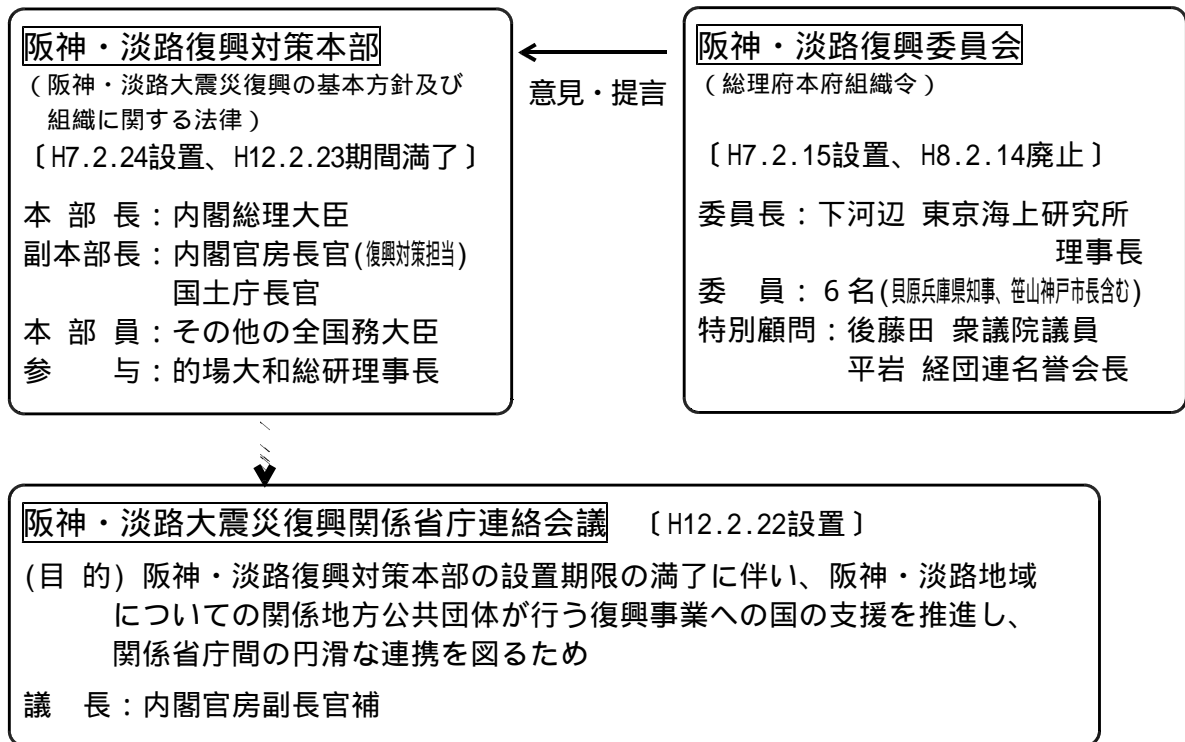 阪神・淡路復興対策本部
（阪神・淡路大震災復興の基本方針及び
組織に関する法律）
〔H7.2.24設置、H12.2.23期間満了〕
本 部 長：内閣総理大臣
副本部長：内閣官房長官(復興対策担当)
国土庁長官
本 部 員：その他の全国務大臣
参　　与：的場大和総研理事長
意見・提言
阪神・淡路復興委員会
（総理府本府組織令）
〔H7.2.15設置、H8.2.14廃止〕
委員長：下河辺 東京海上研究所
理事長
委　員：６名(貝原兵庫県知事、笹山神戸市長含む)
特別顧問：後藤田 衆議院議員
平岩 経団連名誉会長
阪神・淡路大震災復興関係省庁連絡会議 〔H12.2.22設置〕
(目 的) 阪神・淡路復興対策本部の設置期限の満了に伴い、阪神・淡路地域
についての関係地方公共団体が行う復興事業への国の支援を推進し、
関係省庁間の円滑な連携を図るため
議　長：内閣官房副長官補